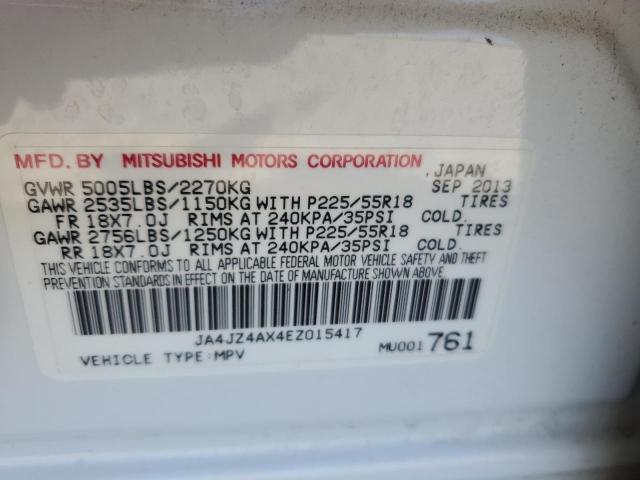 MFD. BY MITSUBISHI MOTORS CORPORATION , JAPAN
GVWR 5005LBS/2270KG SEP 2013
GAWR 2535LBS/1150KG WITH P225/55R18 TIRES
FR 18X7.0J RIMS AT 240KPA/35PSI COLD.
GAWR 2756LBS/1250KG WITH P225/55R18 TIRES
RR 18X7.0J RIMS AT 240KPA/35PSI COLD.
THIS VEHICLE CONFORMS TO ALL APPLICABLE FEDERAL MOTOR VEHICLE SAFETY AND THEFT
PREVENTION STANDARDS IN EFFECT ON THE DATE OF MANUFACTURE SHOWN ABOVE.
JA4JZ4AX4EZ015417
VEHICLE TYPE:MPV MU001 761